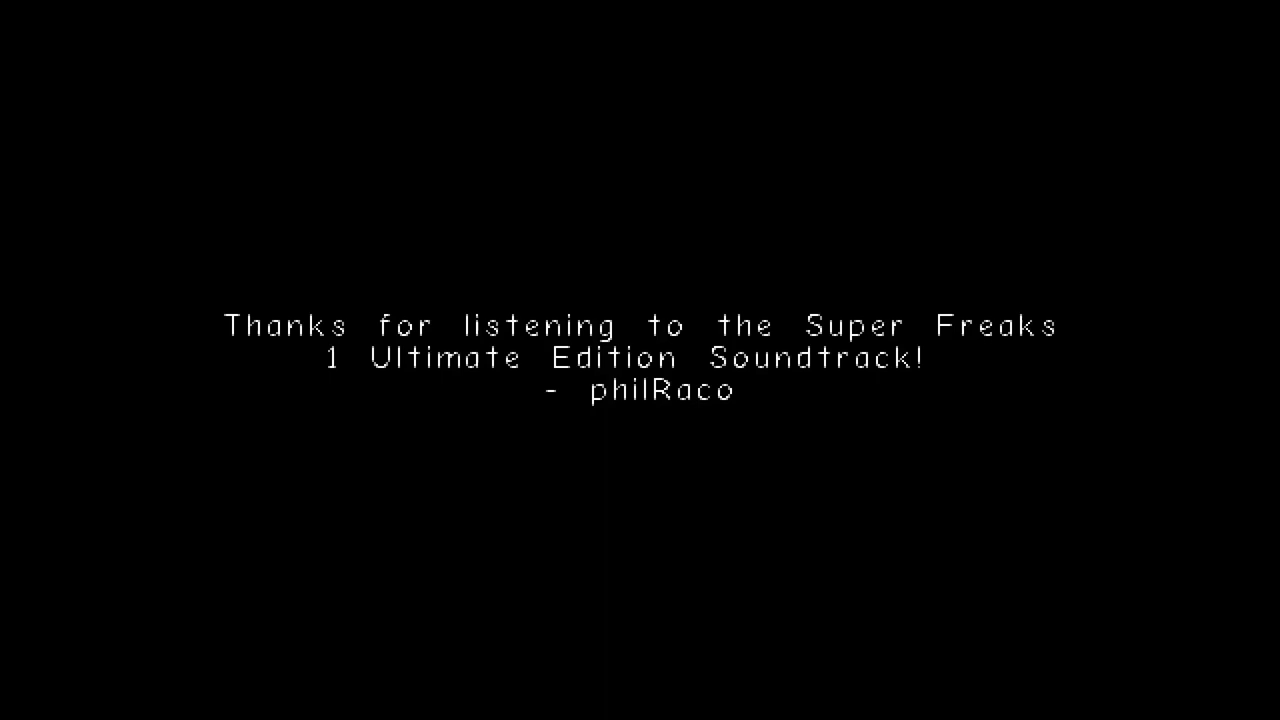 Thanks for listening to the Super Freaks
1 Ultimate Edition Soundtrack!
- philRaco